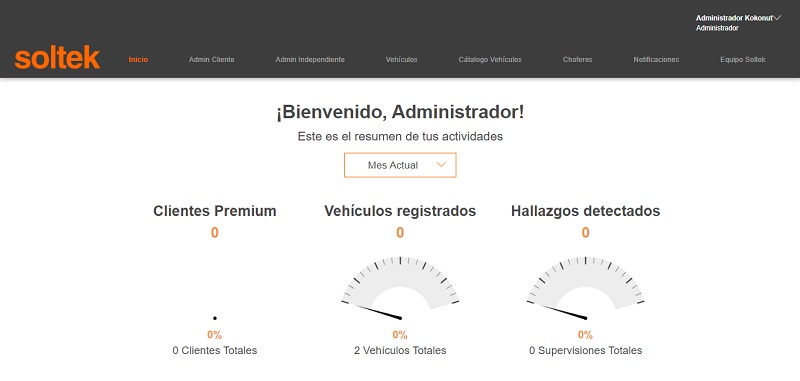 Administrador Kokonut
Administrador
soltek
Inicio
Admin Cliente
Admin Independiente
Vehículos
Cátalogo Vehículos
Choferes
Notificaciones
Equipo Soltek
¡Bienvenido, Administrador!
Este es el resumen de tus actividades
Mes Actual
Clientes Premium
0
0%
0 Clientes Totales
Vehículos registrados
0
0%
2 Vehículos Totales
Hallazgos detectados
0
0%
0 Supervisiones Totales